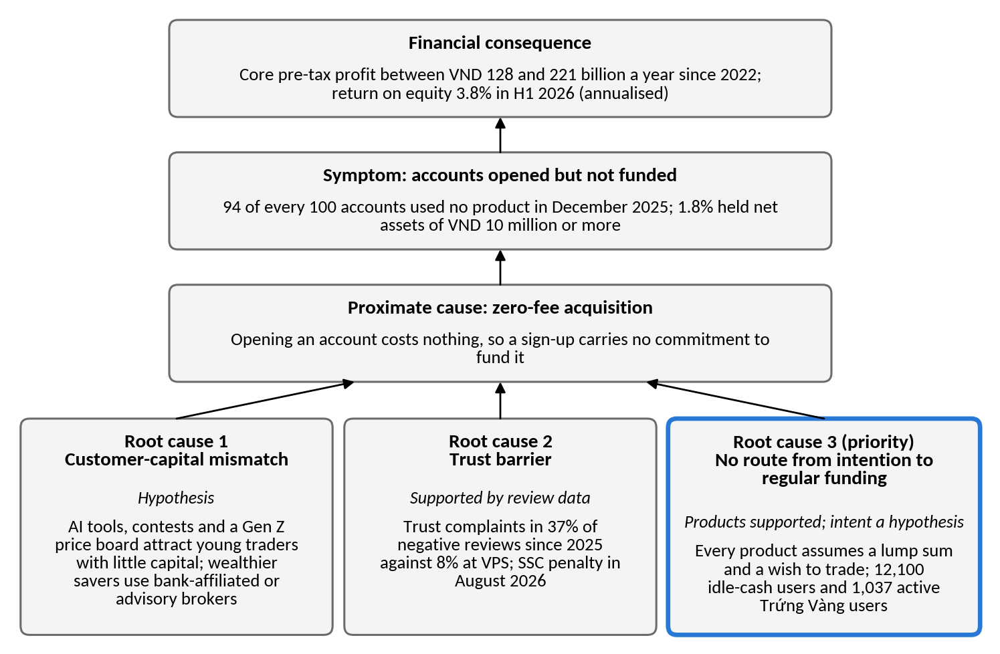 Financial consequence
Core pre-tax profit between VND 128 and 221 billion a year since 2022;
return on equity 3.8% in H1 2026 (annualised)
Symptom: accounts opened but not funded
94 of every 100 accounts used no product in December 2025; 1.8% held net
assets of VND 10 million or more
Proximate cause: zero-fee acquisition
Opening an account costs nothing, so a sign-up carries no commitment to
fund it
Root cause 1
Customer-capital mismatch
Hypothesis
AI tools, contests and a Gen Z
price board attract young traders
with little capital; wealthier
savers use bank-affiliated or
advisory brokers
Root cause 2
Trust barrier
Supported by review data
Trust complaints in 37% of
negative reviews since 2025
against 8% at VPS; SSC penalty in
August 2026
Root cause 3 (priority)
No route from intention to
regular funding
Products supported; intent a hypothesis
Every product assumes a lump sum
and a wish to trade; 12,100
idle-cash users and 1,037 active
Trứng Vàng users